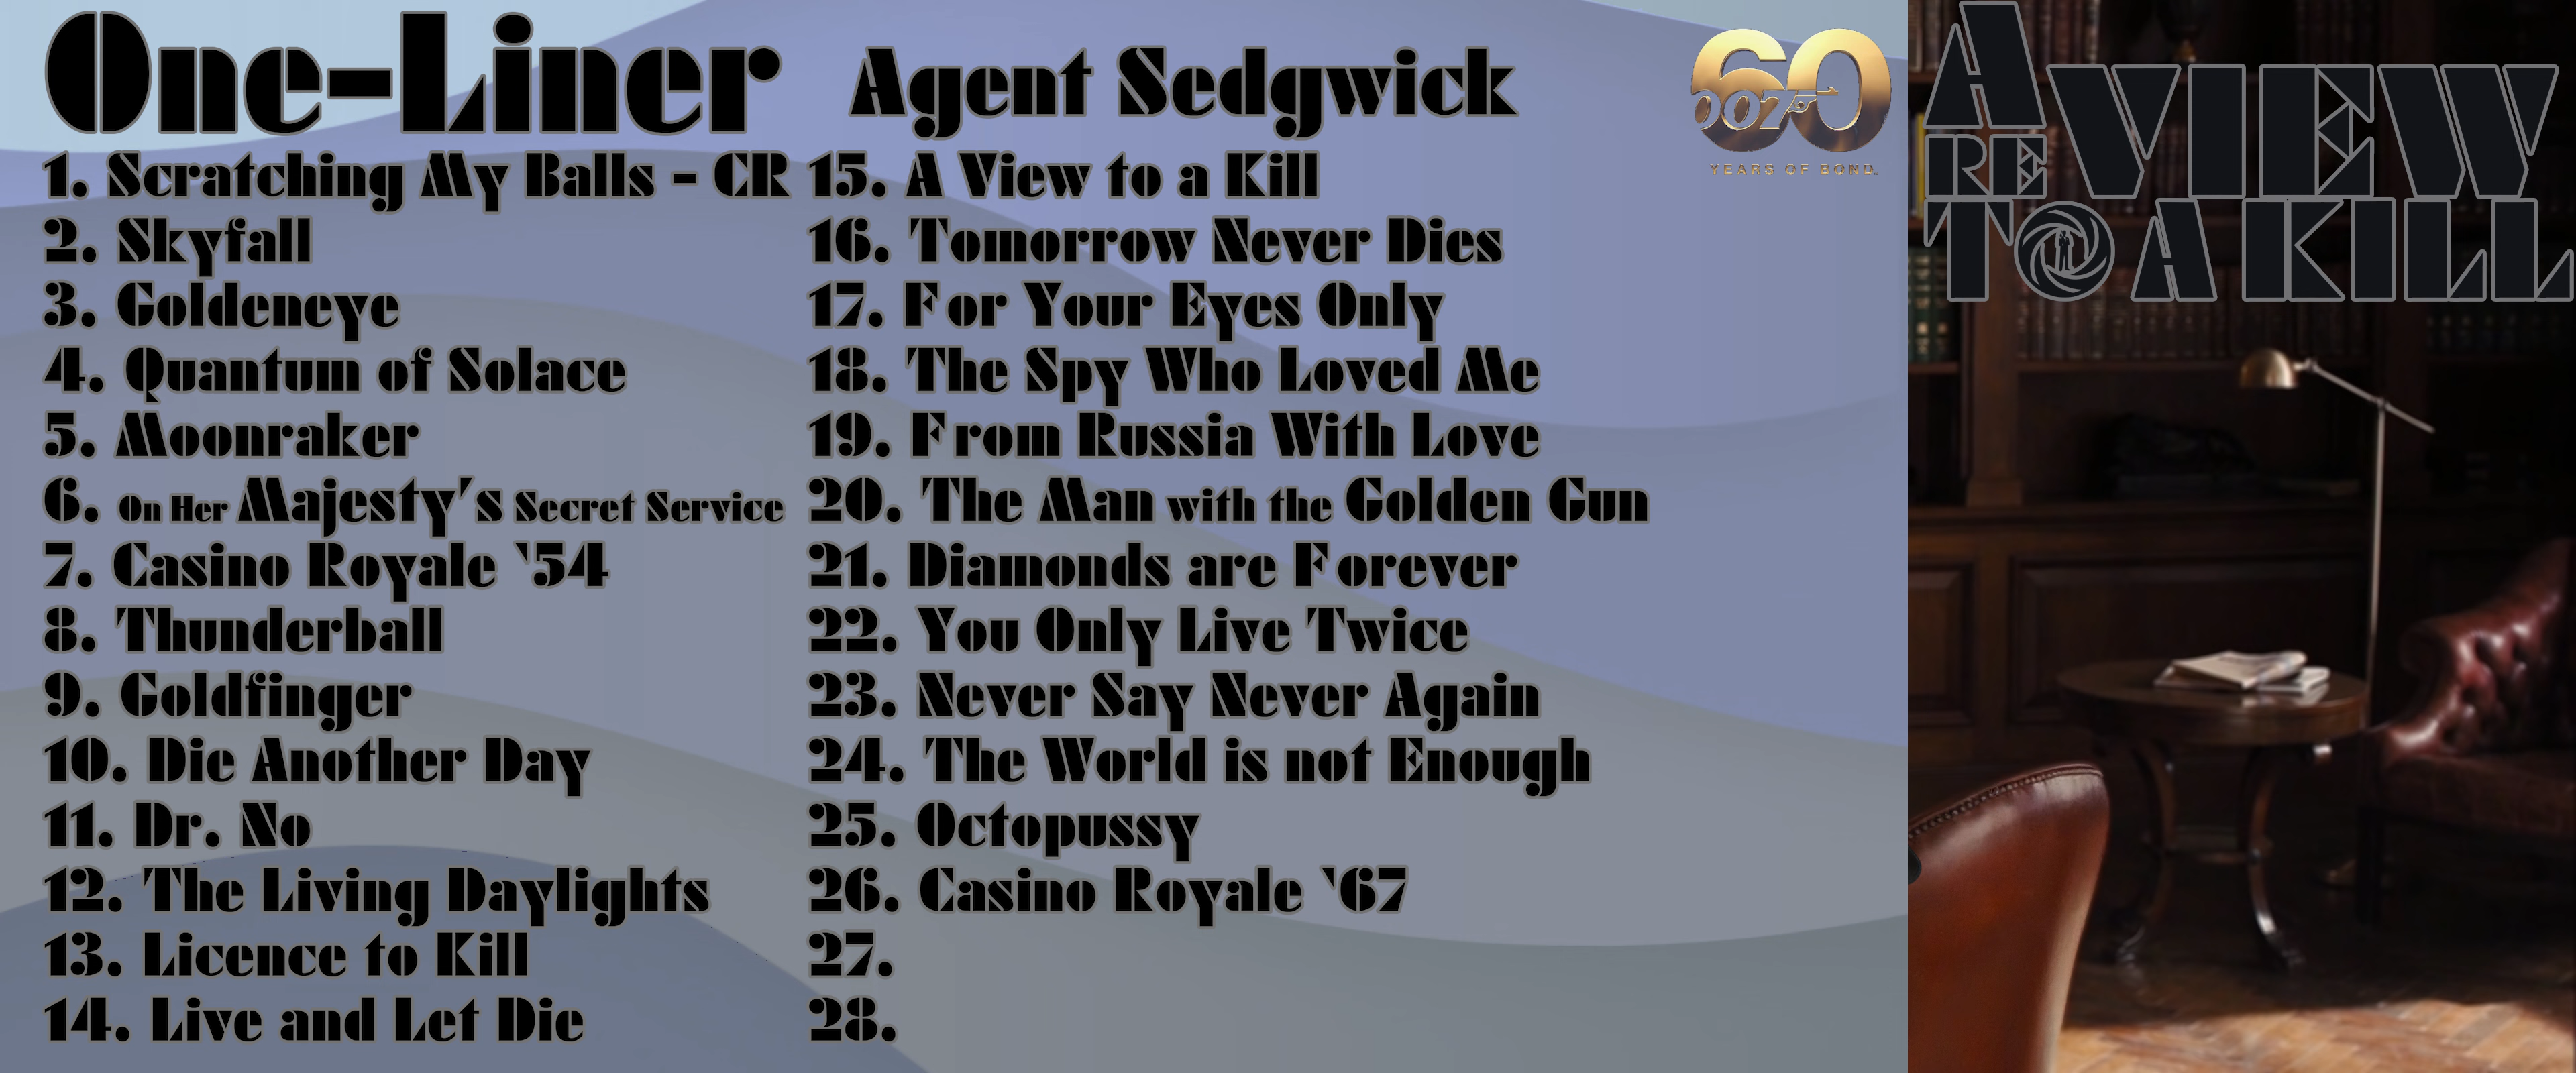 One-Liner Agent Sedgwick
1. Scratching My Balls - CR
2. Skyfall
3. Goldeneye
4. Quantum of Solace
5. Moonraker
6. On Her Majesty's Secret Service
7. Casino Royale `54
8. Thunderball
9. Goldfinger
10. Die Another Day
11. Dr. No
12. The Living Daylights
13. Licence to Kill
14. Live and Let Die
15. A View to a Kill
16. Tomorrow Never Dies
17. For Your Eyes Only
18. The Spy Who Loved Me
19. From Russia With Love
20. The Man with the Golden Gun
21. Diamonds are Forever
22. You Only Live Twice
23. Never Say Never Again
24. The World is not Enough
25. Octopussy
26. Casino Royale `67
27.
28.
60
007
YEARS OF BOND.
A REVIEW
TO A KILL